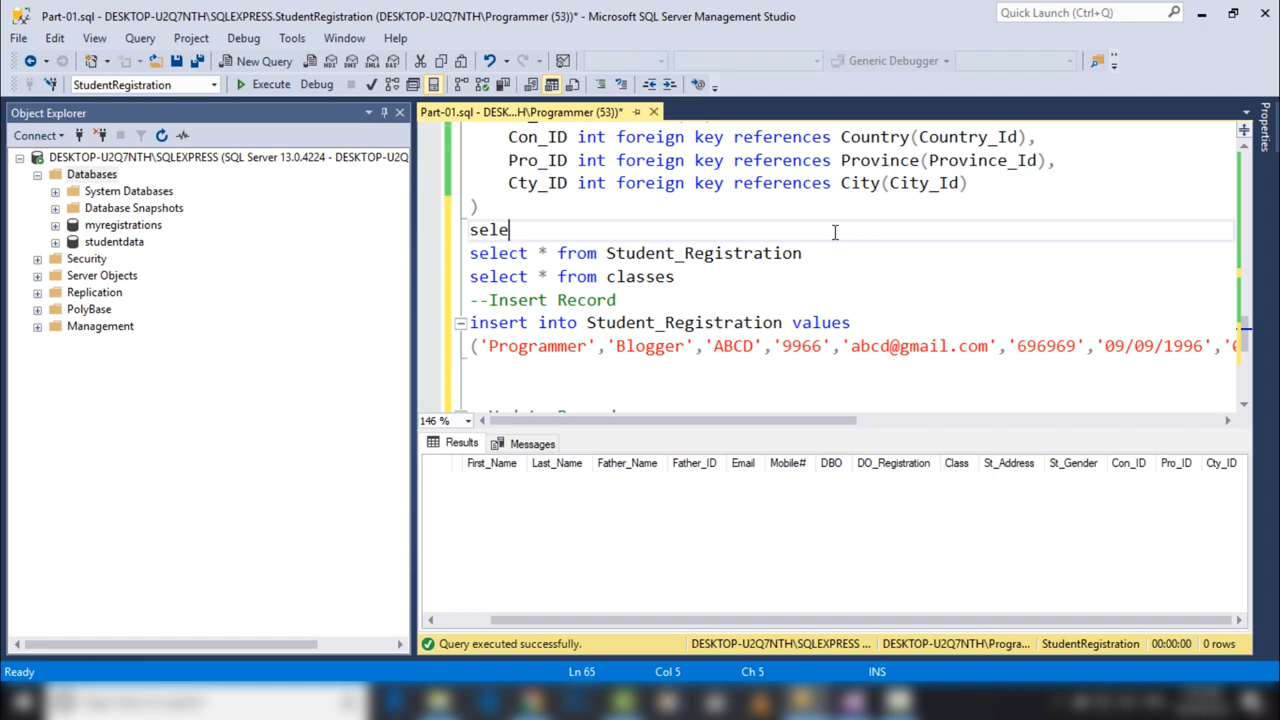 Part-01.sql - DESKTOP-U2Q7NTH\SQLEXPRESS.StudentRegistration (DESKTOP-U2Q7NTH\Programmer (53))* - Microsoft SQL Server Management Studio
Quick Launch (Ctrl+Q)
File Edit View Query Project Debug Tools Window Help
New Query
Generic Debugger
StudentRegistration
Execute Debug
Object Explorer
Part-01.sql - DESK...H\Programmer (53))*
Properties
Connect
DESKTOP-U2Q7NTH\SQLEXPRESS (SQL Server 13.0.4224 - DESKTOP-U2Q
Databases
System Databases
Database Snapshots
myregistrations
studentdata
Security
Server Objects
Replication
PolyBase
Management
Con_ID int foreign key references Country(Country_Id),
Pro_ID int foreign key references Province(Province_Id),
Cty_ID int foreign key references City(City_Id)
)
sele
select * from Student_Registration
select * from classes
--Insert Record
insert into Student_Registration values
('Programmer','Blogger','ABCD','9966','abcd@gmail.com','696969','09/09/1996','
146 %
Results Messages
First_Name Last_Name Father_Name Father_ID Email Mobile# DBO DO_Registration Class St_Address St_Gender Con_ID Pro_ID Cty_ID
Query executed successfully.
DESKTOP-U2Q7NTH\SQLEXPRESS ... DESKTOP-U2Q7NTH\Progra... StudentRegistration 00:00:00 0 rows
Ready Ln 65 Col 5 Ch 5 INS